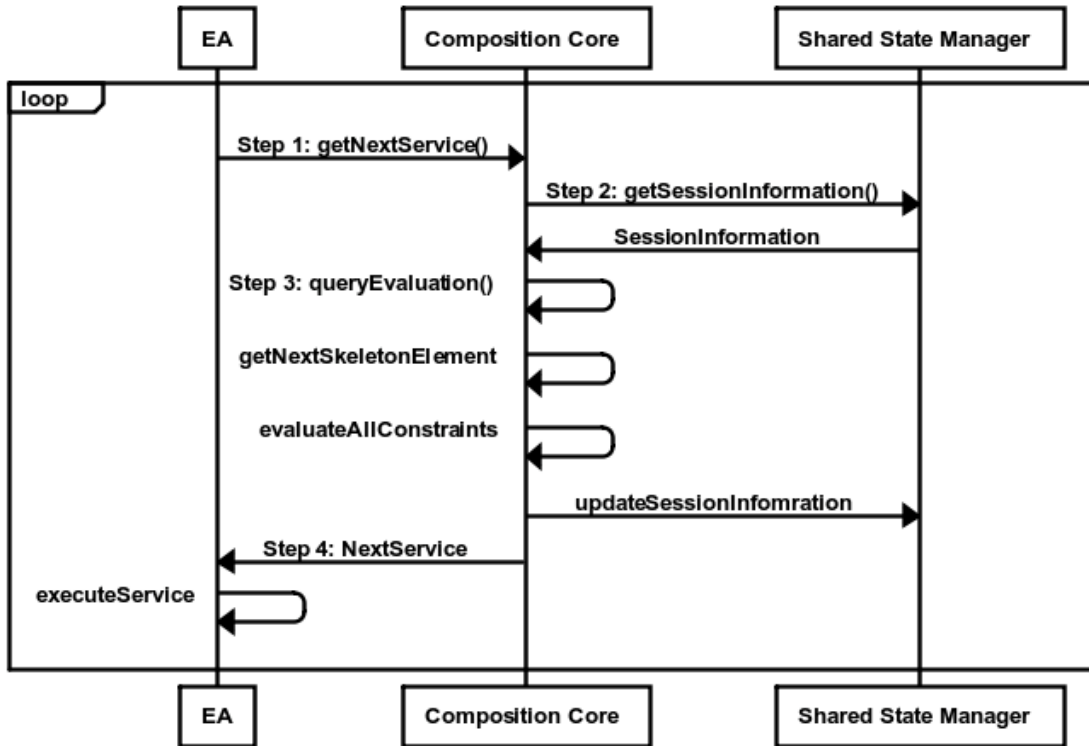 EA
Composition Core
Shared State Manager
loop
Step 1: getNextService()
Step 2: getSessionInformation()
SessionInformation
Step 3: queryEvaluation()
getNextSkeletonElement
evaluateAllConstraints
updateSessionInfomration
Step 4: NextService
executeService
EA
Composition Core
Shared State Manager